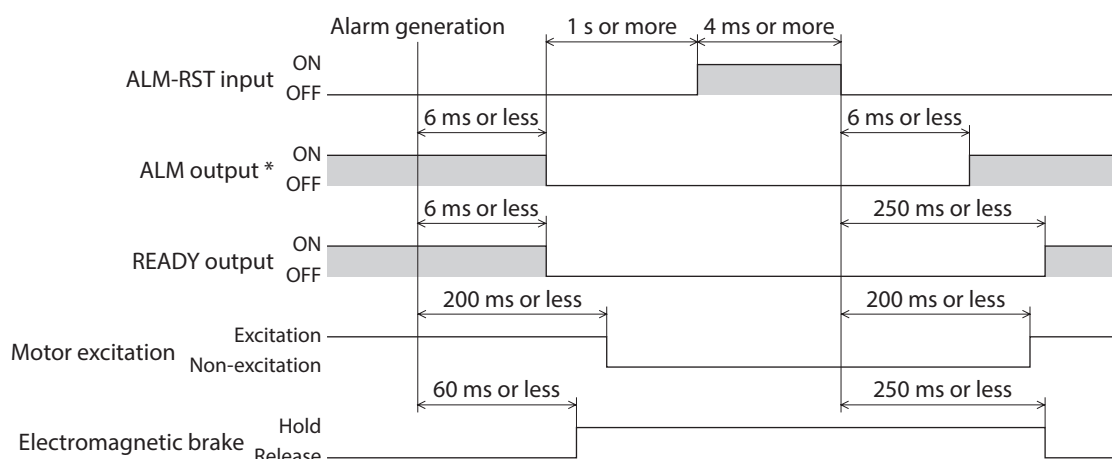 Alarm generation
1 s or more
4 ms or more
ALM-RST input
ON
OFF
6 ms or less
6 ms or less
ALM output *
ON
OFF
6 ms or less
250 ms or less
READY output
ON
OFF
200 ms or less
200 ms or less
Motor excitation
Excitation
Non-excitation
60 ms or less
250 ms or less
Electromagnetic brake
Hold
Release